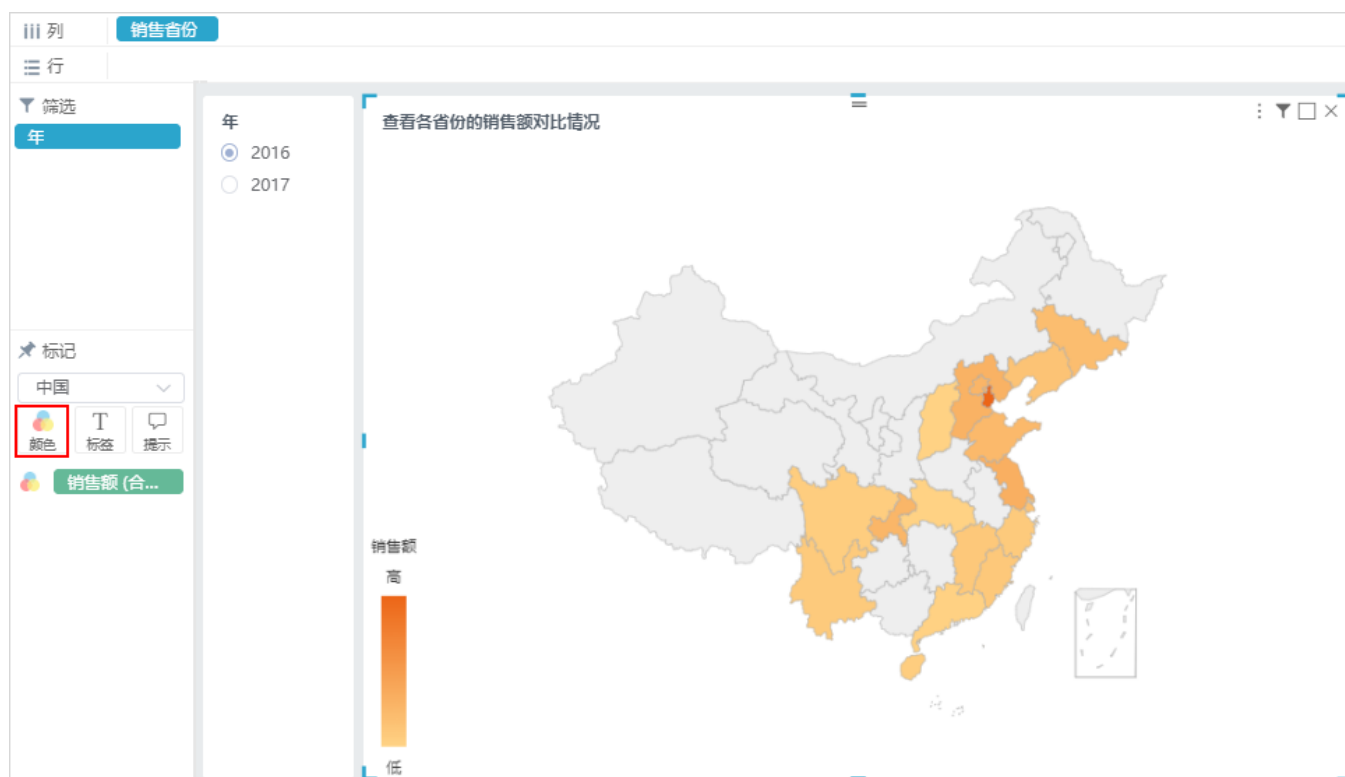 列
销售省份
行
筛选
年
年
2016
2017
查看各省份的销售额对比情况
标记
中国
颜色
T
标签
提示
销售额 (合...
销售额
高
低